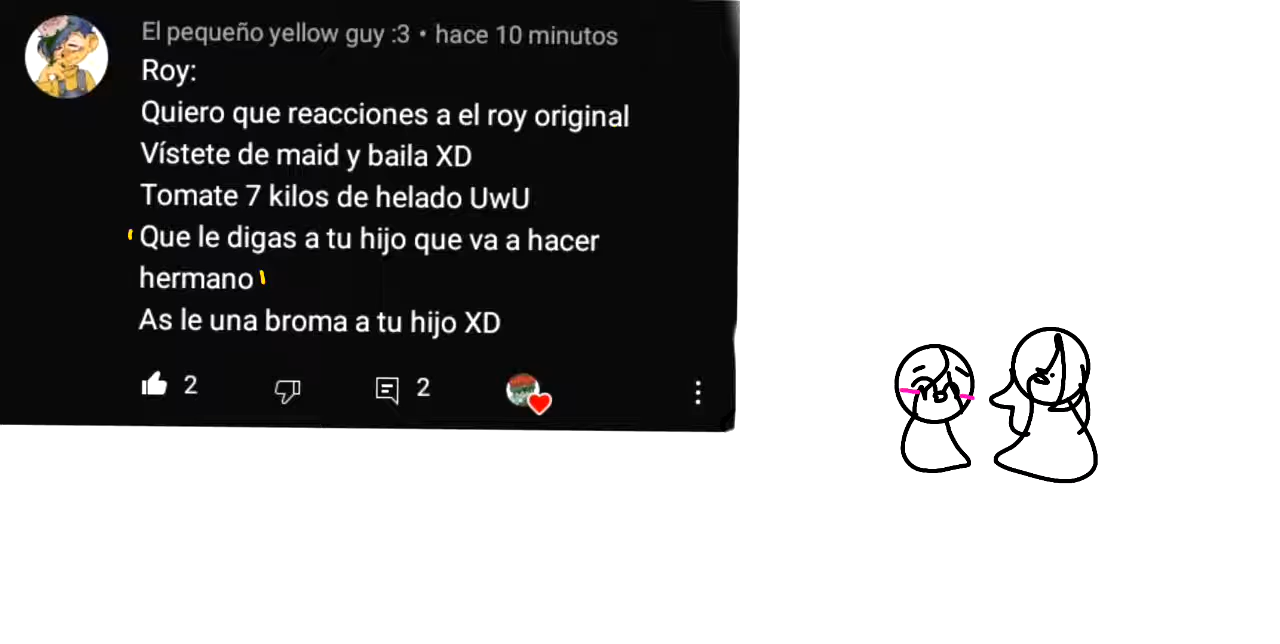 El pequeño yellow guy :3 • hace 10 minutos
Roy:
Quiero que reacciones a el roy original
Vístete de maid y baila XD
Tomate 7 kilos de helado UwU
Que le digas a tu hijo que va a hacer
hermano
As le una broma a tu hijo XD
2
2